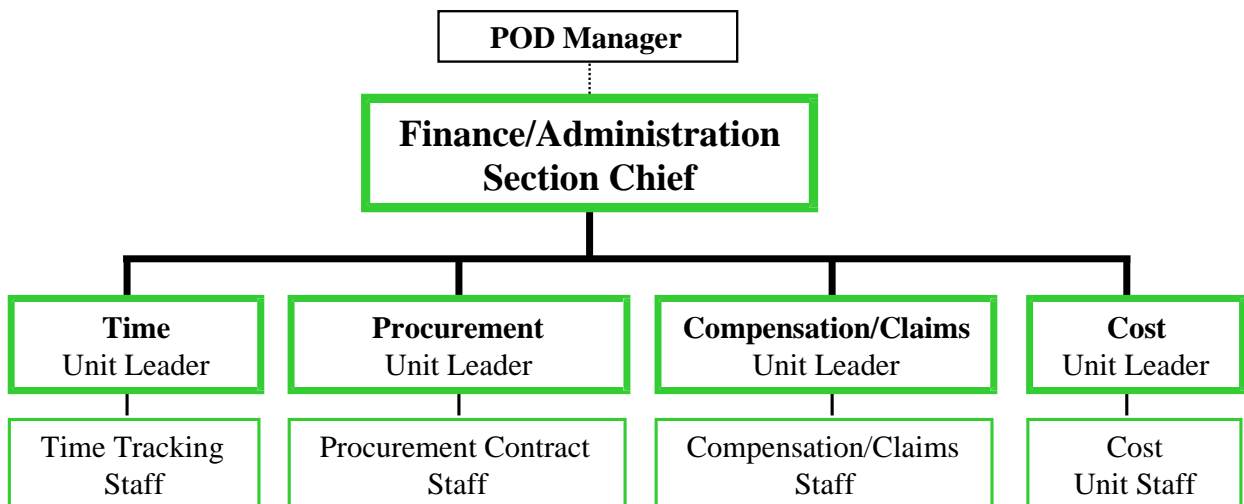 POD Manager
Finance/Administration
Section Chief
Time
Unit Leader
Procurement
Unit Leader
Compensation/Claims
Unit Leader
Cost
Unit Leader
Time Tracking
Staff
Procurement Contract
Staff
Compensation/Claims
Staff
Cost
Unit Staff